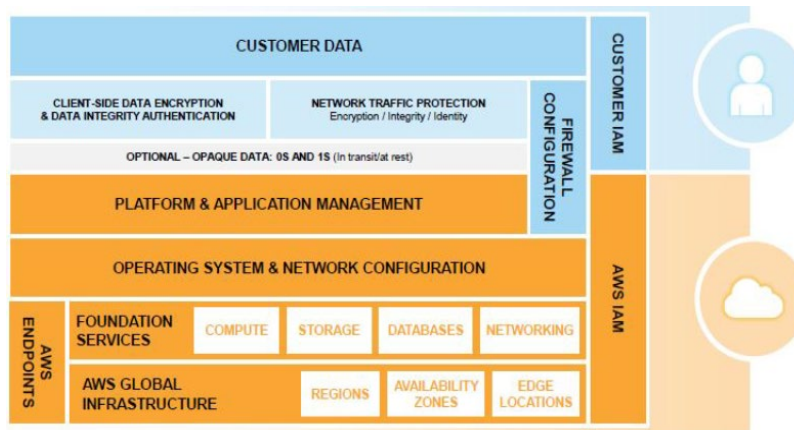 CUSTOMER DATA
CUSTOMER IAM
CLIENT-SIDE DATA ENCRYPTION
& DATA INTEGRITY AUTHENTICATION
NETWORK TRAFFIC PROTECTION
Encryption / Integrity / Identity
FIREWALL
CONFIGURATION
OPTIONAL – OPAQUE DATA: 0S AND 1S (In transit/at rest)
PLATFORM & APPLICATION MANAGEMENT
AWS IAM
OPERATING SYSTEM & NETWORK CONFIGURATION
AWS
ENDPOINTS
FOUNDATION
SERVICES
COMPUTE
STORAGE
DATABASES
NETWORKING
AWS GLOBAL
INFRASTRUCTURE
REGIONS
AVAILABILITY
ZONES
EDGE
LOCATIONS